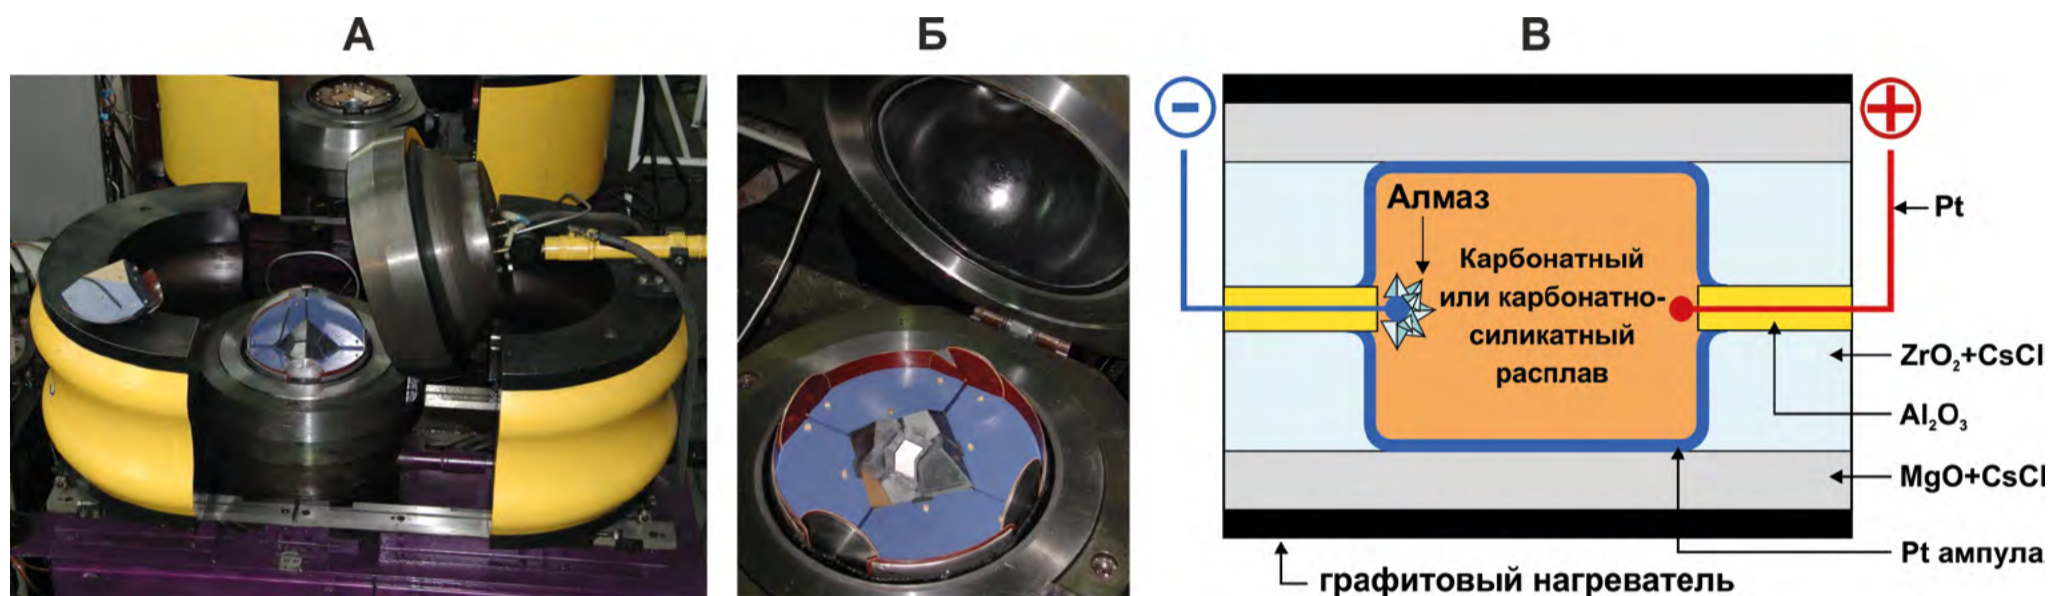 А
Б
В
-
+
Алмаз
Карбонатный
или карбонатно-
силикатный
расплав
Pt
ZrO₂+CsCl
Al₂O₃
MgO+CsCl
Pt ампула
графитовый нагреватель